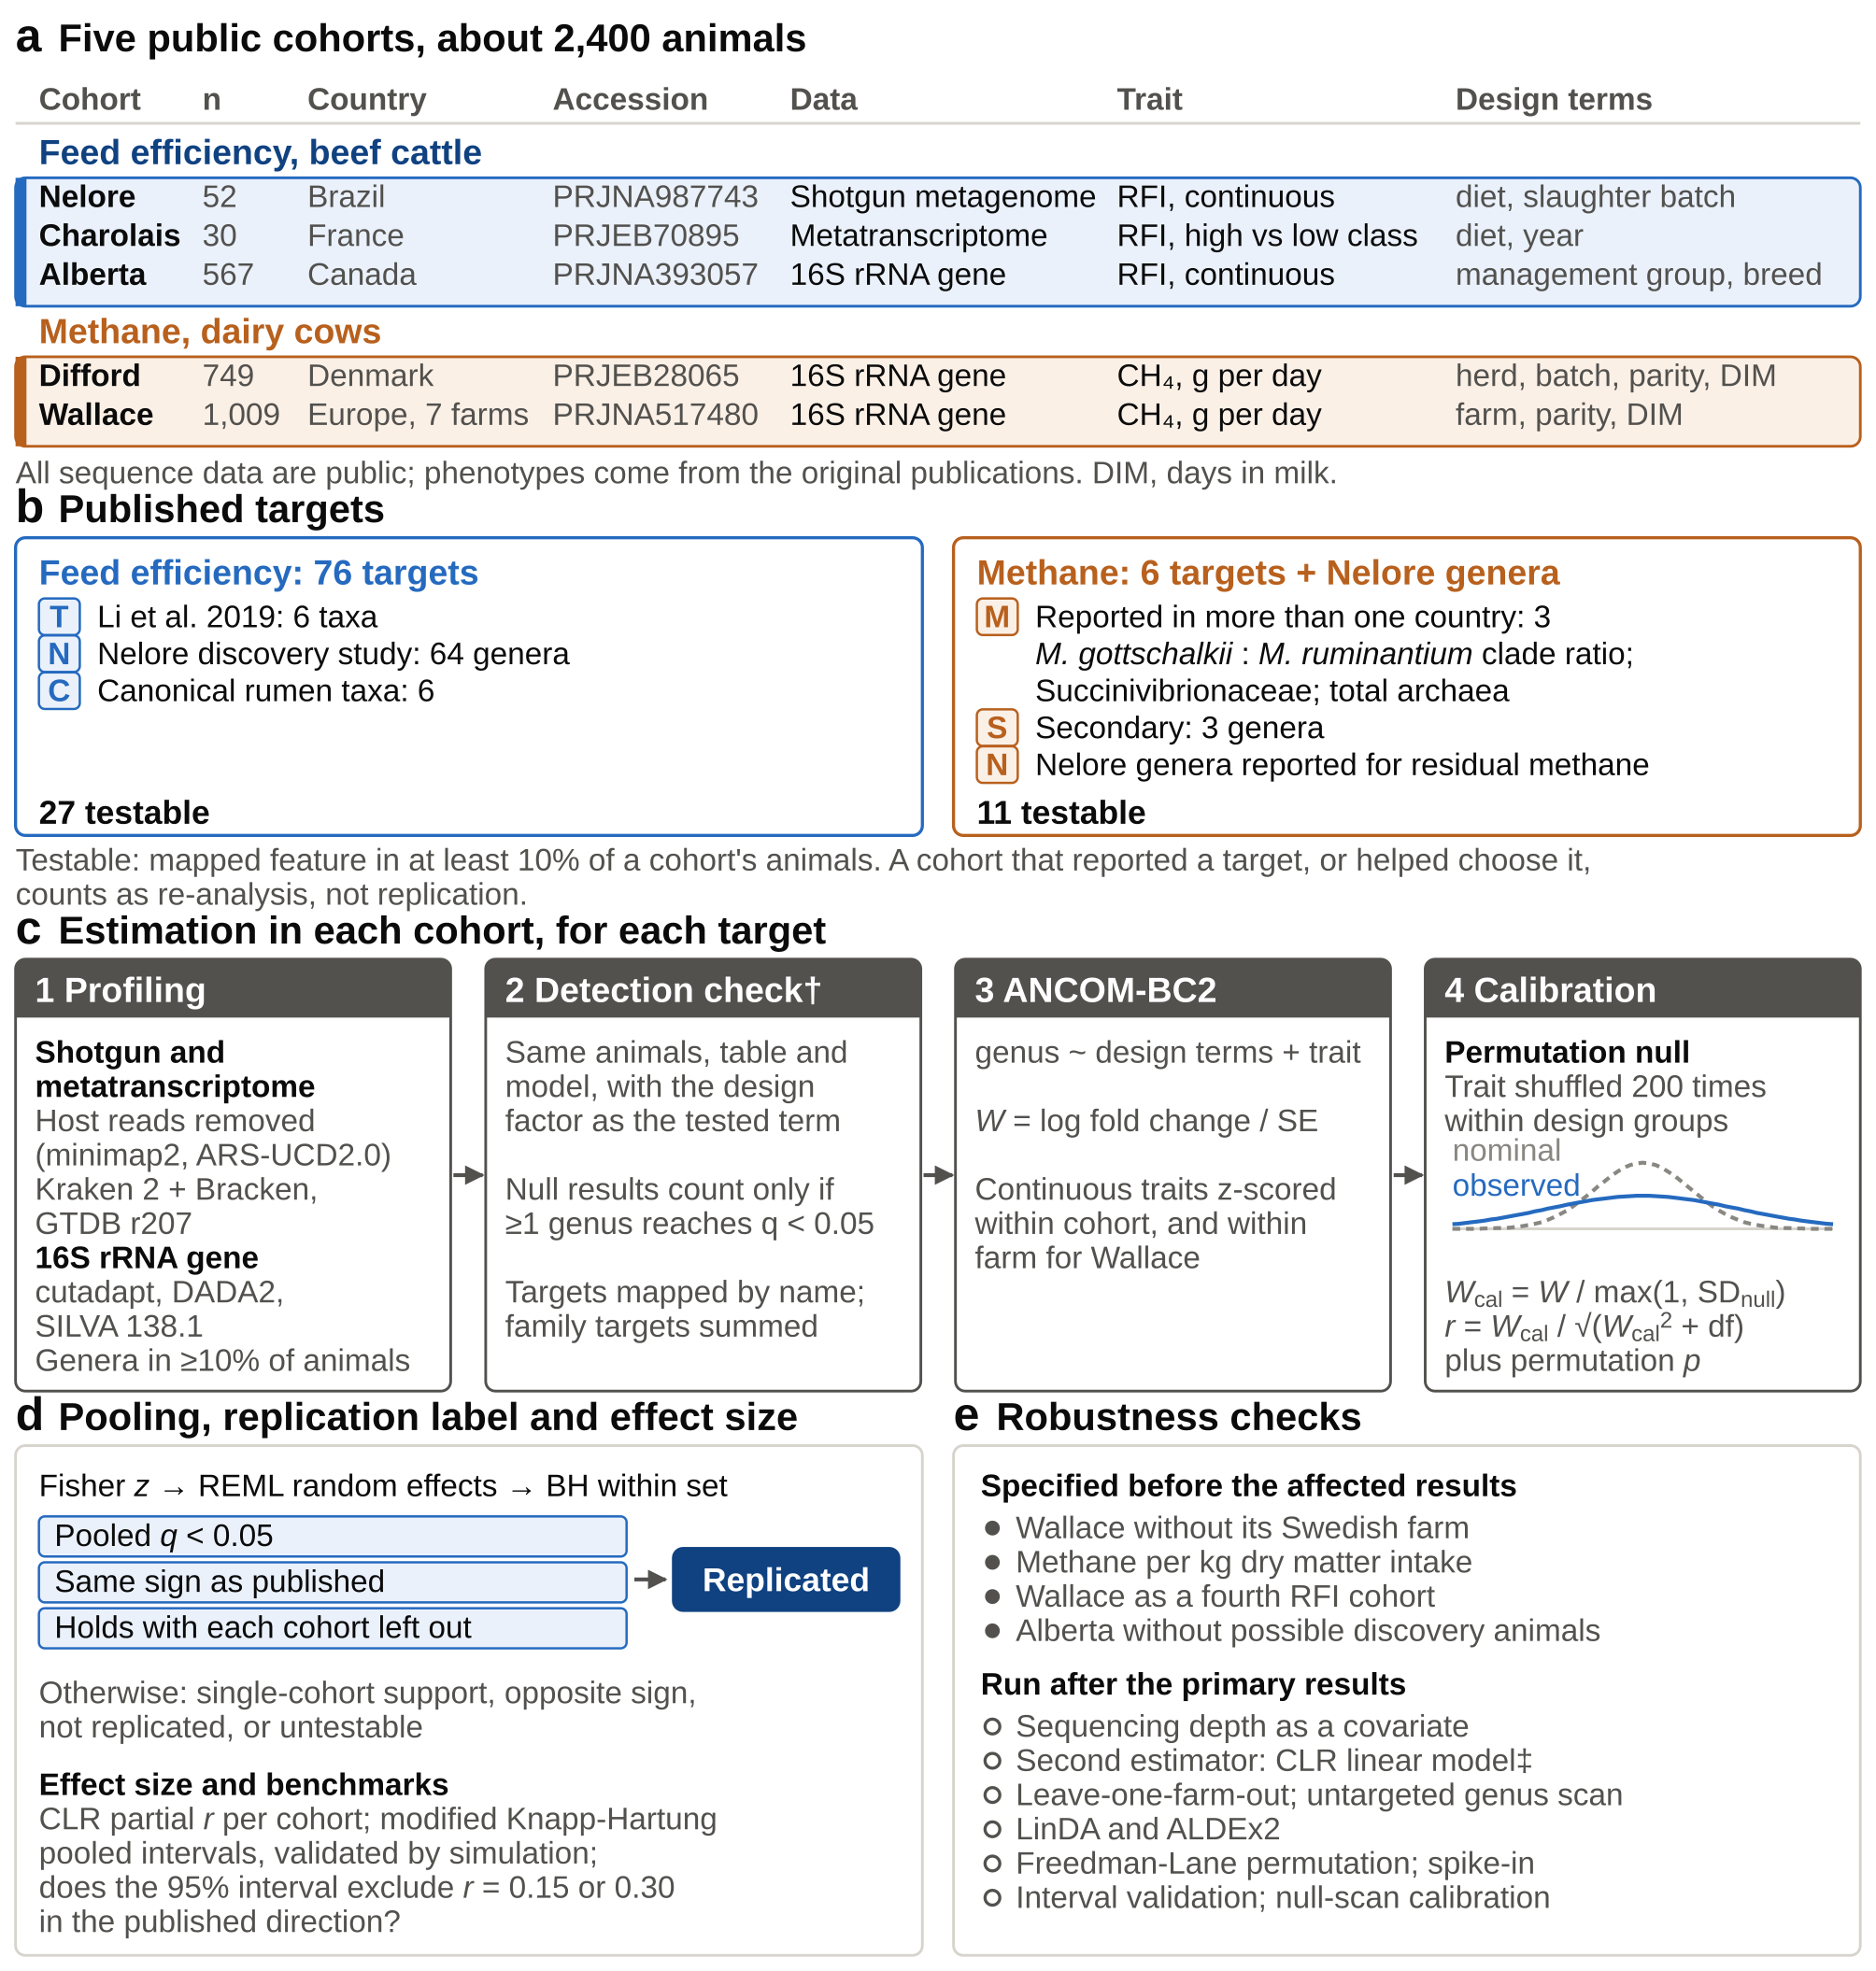 a Five public cohorts, about 2,400 animals
Cohort n Country Accession Data Trait Design terms
Feed efficiency, beef cattle
Nelore 52 Brazil PRJNA987743 Shotgun metagenome RFI, continuous diet, slaughter batch
Charolais 30 France PRJEB70895 Metatranscriptome RFI, high vs low class diet, year
Alberta 567 Canada PRJNA393057 16S rRNA gene RFI, continuous management group, breed
Methane, dairy cows
Difford 749 Denmark PRJEB28065 16S rRNA gene CH₄, g per day herd, batch, parity, DIM
Wallace 1,009 Europe, 7 farms PRJNA517480 16S rRNA gene CH₄, g per day farm, parity, DIM
All sequence data are public; phenotypes come from the original publications. DIM, days in milk.
b Published targets
Feed efficiency: 76 targets
T Li et al. 2019: 6 taxa
N Nelore discovery study: 64 genera
C Canonical rumen taxa: 6
27 testable
Methane: 6 targets + Nelore genera
M Reported in more than one country: 3
M. gottschalkii : M. ruminantium clade ratio;
Succinivibrionaceae; total archaea
S Secondary: 3 genera
N Nelore genera reported for residual methane
11 testable
Testable: mapped feature in at least 10% of a cohort's animals. A cohort that reported a target, or helped choose it,
counts as re-analysis, not replication.
c Estimation in each cohort, for each target
1 Profiling
Shotgun and
metatranscriptome
Host reads removed
(minimap2, ARS-UCD2.0)
Kraken 2 + Bracken,
GTDB r207
16S rRNA gene
cutadapt, DADA2,
SILVA 138.1
Genera in ≥10% of animals
2 Detection check†
Same animals, table and
model, with the design
factor as the tested term
Null results count only if
≥1 genus reaches q < 0.05
Targets mapped by name;
family targets summed
3 ANCOM-BC2
genus ~ design terms + trait
W = log fold change / SE
Continuous traits z-scored
within cohort, and within
farm for Wallace
4 Calibration
Permutation null
Trait shuffled 200 times
within design groups
nominal
observed
Wcal = W / max(1, SDnull)
r = Wcal / √(Wcal² + df)
plus permutation p
d Pooling, replication label and effect size
Fisher z → REML random effects → BH within set
Pooled q < 0.05
Same sign as published
Holds with each cohort left out
Replicated
Otherwise: single-cohort support, opposite sign,
not replicated, or untestable
Effect size and benchmarks
CLR partial r per cohort; modified Knapp-Hartung
pooled intervals, validated by simulation;
does the 95% interval exclude r = 0.15 or 0.30
in the published direction?
e Robustness checks
Specified before the affected results
Wallace without its Swedish farm
Methane per kg dry matter intake
Wallace as a fourth RFI cohort
Alberta without possible discovery animals
Run after the primary results
Sequencing depth as a covariate
Second estimator: CLR linear model‡
Leave-one-farm-out; untargeted genus scan
LinDA and ALDEx2
Freedman-Lane permutation; spike-in
Interval validation; null-scan calibration